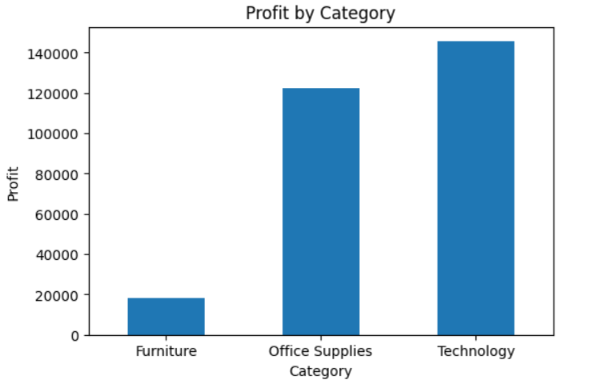 Profit by Category
140000
120000
100000
80000
60000
40000
20000
0
Profit
Furniture Office Supplies Technology
Category